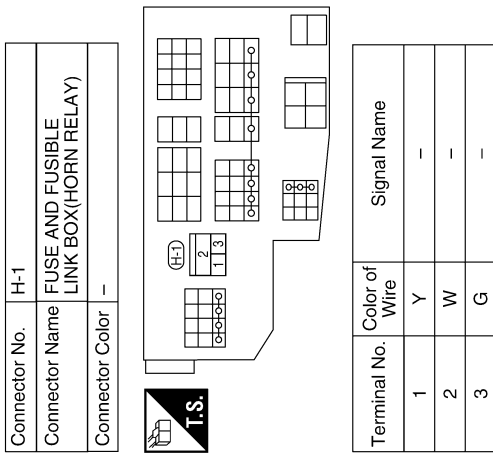 Connector No. H-1
Connector Name FUSE AND FUSIBLE
LINK BOX(HORN RELAY)
Connector Color –
T.S.
H-1
2
1 3
Terminal No. Color of Wire Signal Name
1 Y –
2 W –
3 G –